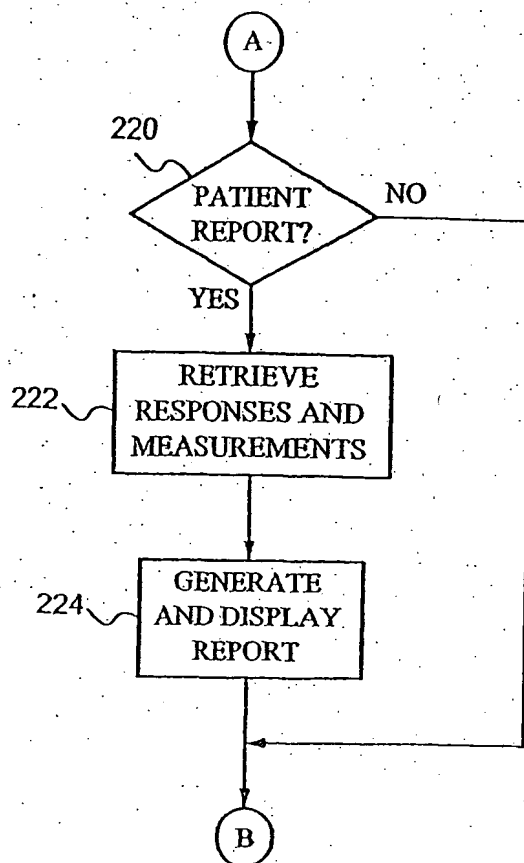 A
220
PATIENT
REPORT?
NO
YES
222
RETRIEVE
RESPONSES AND
MEASUREMENTS
224
GENERATE
AND DISPLAY
REPORT
B